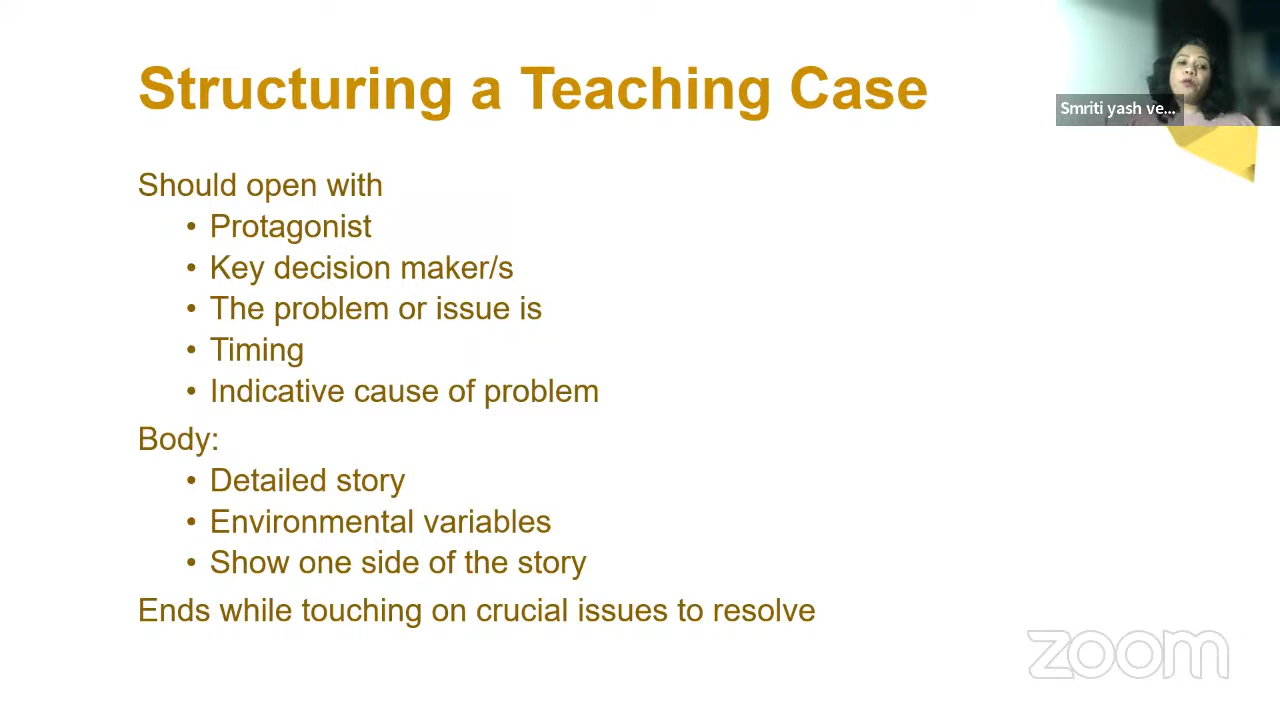 Structuring a Teaching Case
Smriti yash ve...
Should open with
• Protagonist
• Key decision maker/s
• The problem or issue is
• Timing
• Indicative cause of problem
Body:
• Detailed story
• Environmental variables
• Show one side of the story
Ends while touching on crucial issues to resolve
zoom